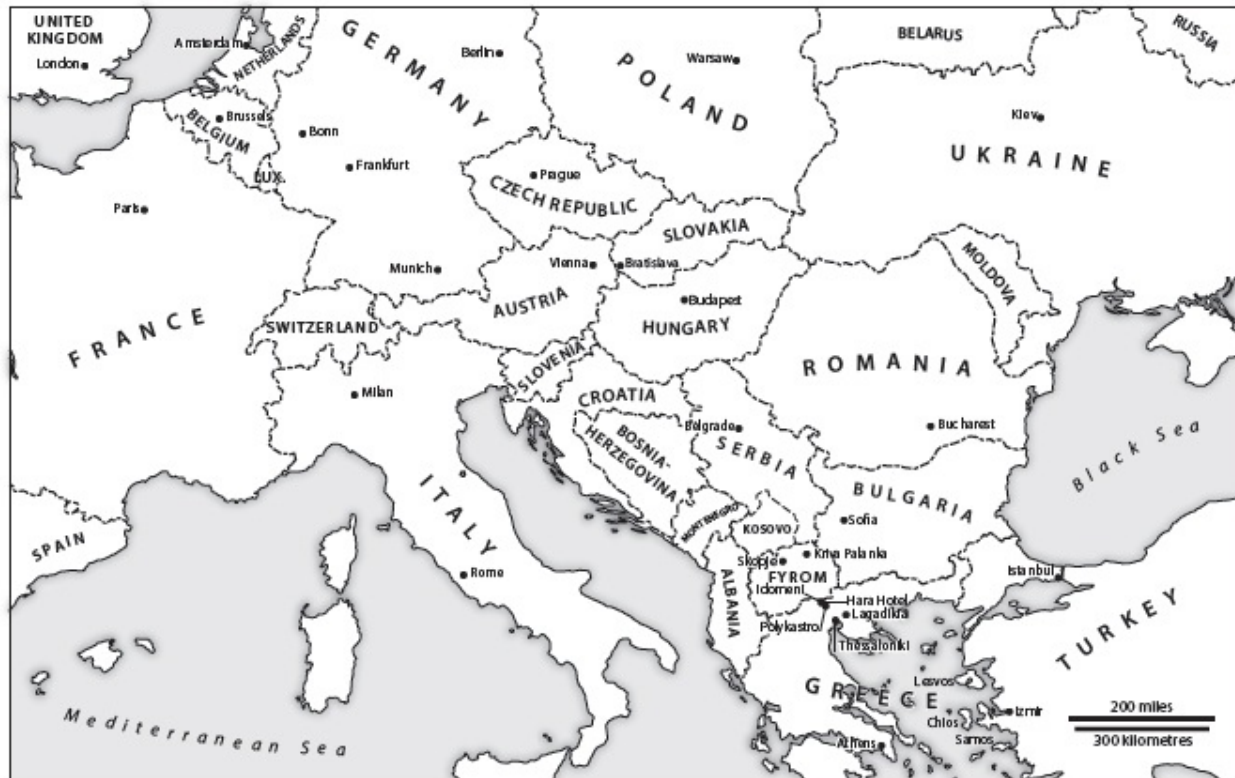 UNITED
KINGDOM
London
Amsterdam
NETHERLANDS
GERMANY
Berlin
POLAND
Warsaw
BELARUS
RUSSIA
Brussels
BELGIUM
LUX.
Bonn
Frankfurt
Kiev
UKRAINE
Prague
CZECH REPUBLIC
SLOVAKIA
Paris
Munich
Vienna
Bratislava
MOLDOVA
AUSTRIA
Budapest
HUNGARY
FRANCE
SWITZERLAND
SLOVENIA
ROMANIA
Milan
CROATIA
Belgrade
BOSNIA-
HERZEGOVINA
SERBIA
Bucharest
Black Sea
ITALY
BULGARIA
MONTENEGRO
KOSOVO
Sofia
SPAIN
Rome
Skopje
Kriva Palanka
FYROM
Istanbul
ALBANIA
Idomeni
Hara Hotel
Polykastro
Lagadikia
Thessaloniki
TURKEY
Lesvos
GREECE
Chios
Izmir
Samos
Athens
Mediterranean Sea
200 miles
300 kilometres